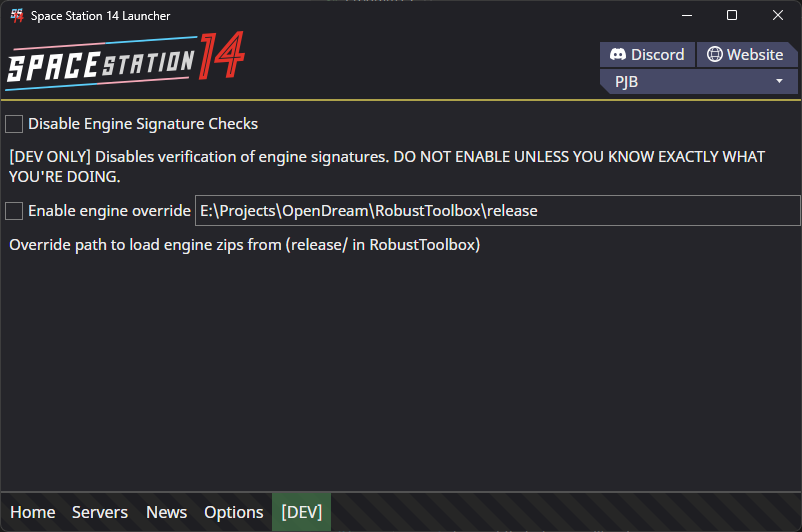 Space Station 14 Launcher
SPACE STATION 14
Discord
Website
PJB
Disable Engine Signature Checks
[DEV ONLY] Disables verification of engine signatures. DO NOT ENABLE UNLESS YOU KNOW EXACTLY WHAT
YOU'RE DOING.
Enable engine override
E:\Projects\OpenDream\RobustToolbox\release
Override path to load engine zips from (release/ in RobustToolbox)
Home
Servers
News
Options
[DEV]